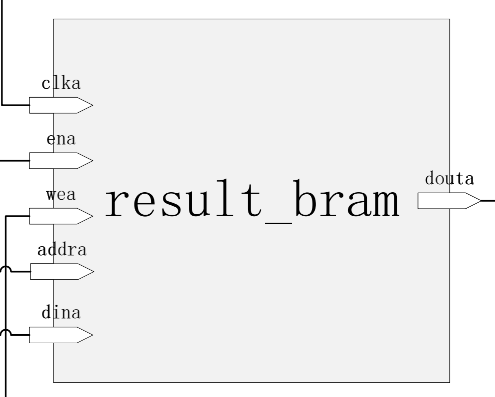 clka
ena
wea
addra
dina
result_bram
douta